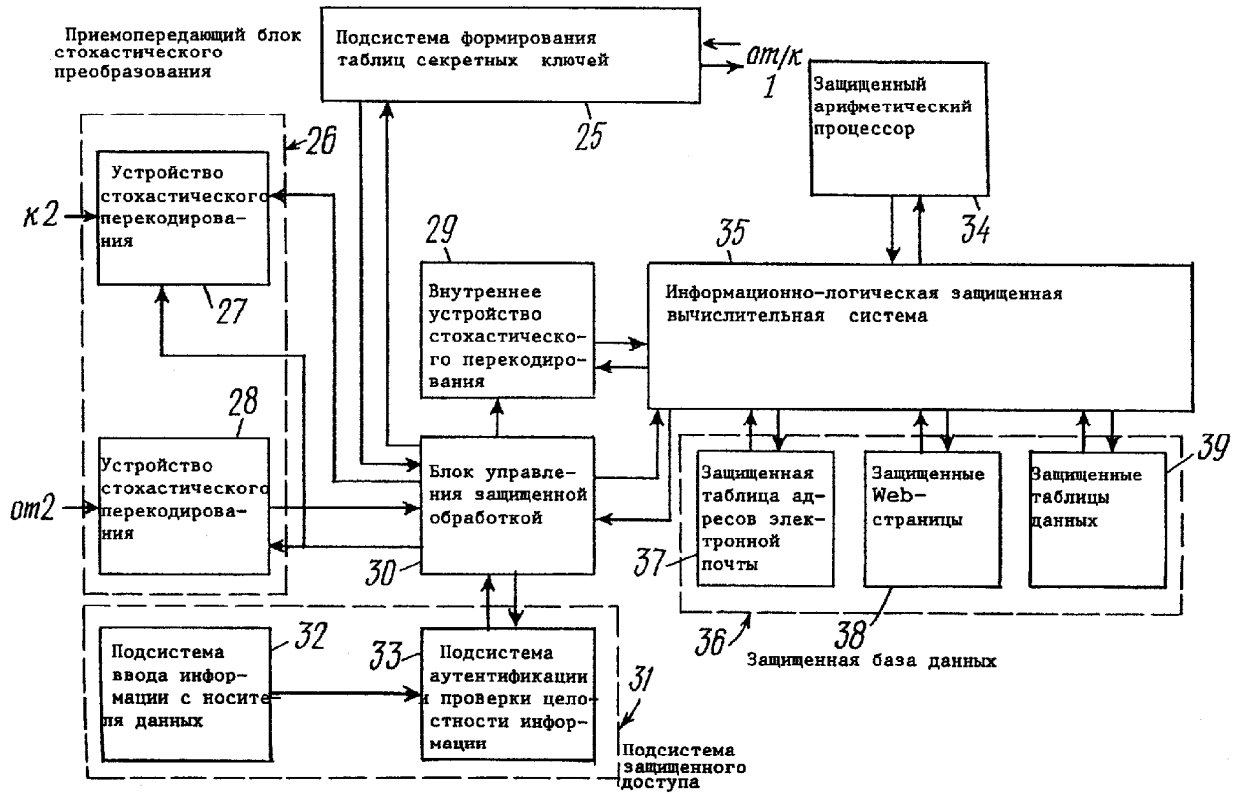 Приемопередающий блок
стохастического
преобразования
Подсистема формирования
таблиц секретных ключей
от/к
1
25
Защищенный
арифметический
процессор
34
26
Устройство
стохастического
перекодирова-
ния
к2
27
29
Внутреннее
устройство
стохастическо-
го перекодиро-
вания
35
Информационно-логическая защищенная
вычислительная система
28
Устройство
стохастического
перекодирова-
ния
от2
Блок управле-
ния защищенной
обработкой
30
Защищенная
таблица ад-
ресов элек-
тронной
почты
37
Защищенные
Web-
страницы
38
Защищенные
таблицы
данных
39
36
Защищенная база данных
32
Подсистема
ввода инфор-
мации с носите-
ля данных
33
Подсистема
аутентификации
и проверки цело-
стности инфор-
мации
31
Подсистема
защищенного
доступа